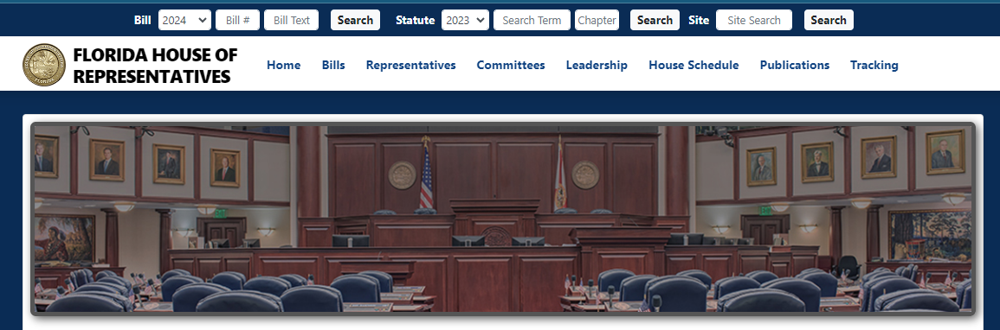 Bill 2024 Bill # Bill Text Search Statute 2023 Search Term Chapter Search Site Site Search Search
FLORIDA HOUSE OF
REPRESENTATIVES
Home Bills Representatives Committees Leadership House Schedule Publications Tracking